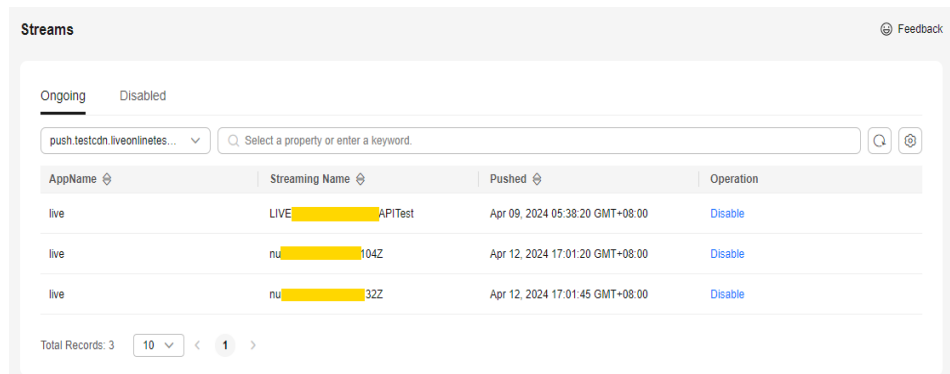 Streams Feedback
Ongoing Disabled
push.testcdn.liveonlinetes... Select a property or enter a keyword.
AppName Streaming Name Pushed Operation
live LIVE APITest Apr 09, 2024 05:38:20 GMT+08:00 Disable
live nu 104Z Apr 12, 2024 17:01:20 GMT+08:00 Disable
live nu 32Z Apr 12, 2024 17:01:45 GMT+08:00 Disable
Total Records: 3 10 < 1 >